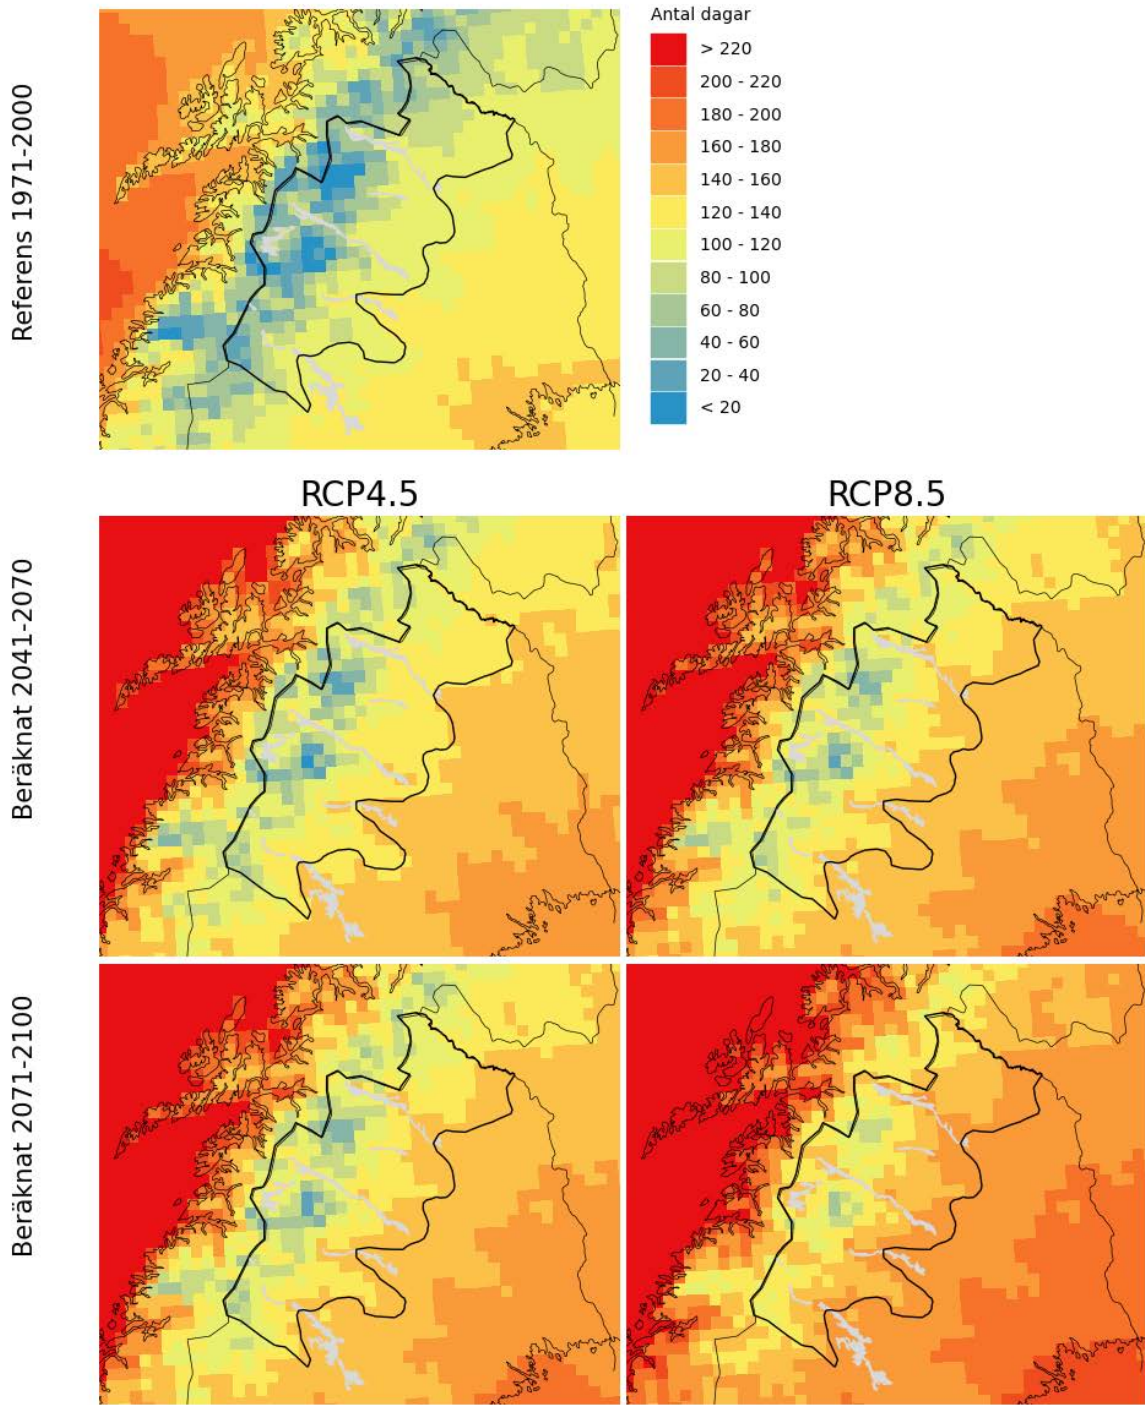 Antal dagar
> 220
200 - 220
180 - 200
160 - 180
140 - 160
120 - 140
100 - 120
80 - 100
60 - 80
40 - 60
20 - 40
< 20
Referens 1971-2000
RCP4.5
RCP8.5
Beräknat 2041-2070
Beräknat 2071-2100